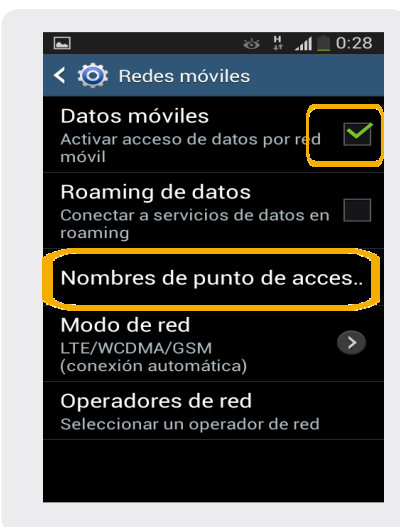 H 0:28
Redes móviles
Datos móviles
Activar acceso de datos por red
móvil
Roaming de datos
Conectar a servicios de datos en
roaming
Nombres de punto de acces..
Modo de red
LTE/WCDMA/GSM
(conexión automática)
Operadores de red
Seleccionar un operador de red